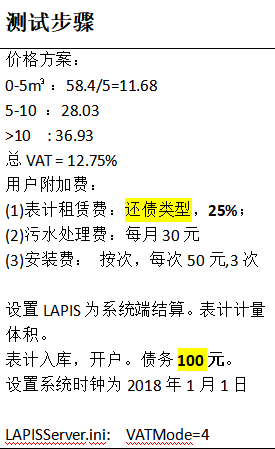 测试步骤
价格方案：
0-5m³ ：58.4/5=11.68
5-10 ：28.03
>10 : 36.93
总 VAT = 12.75%
用户附加费：
(1)表计租赁费：还债类型，25%；
(2)污水处理费：每月 30 元
(3)安装费： 按次，每次 50 元,3 次
设置 LAPIS 为系统端结算。表计计量
体积。
表计入库，开户。债务 100 元。
设置系统时钟为 2018 年 1 月 1 日
LAPISServer.ini: VATMode=4